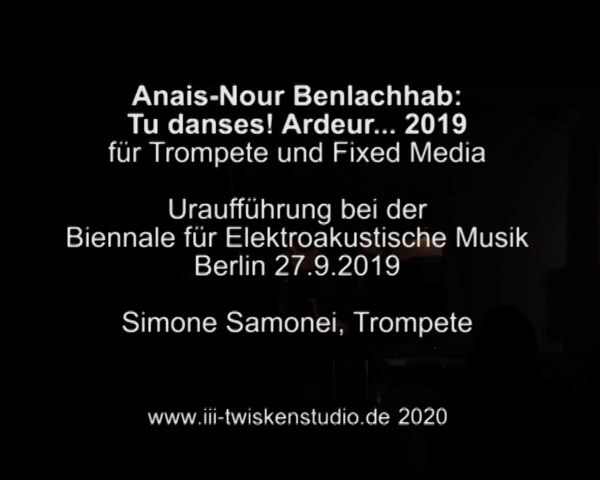 Anais-Nour Benlachhab:
Tu danses! Ardeur... 2019
für Trompete und Fixed Media
Uraufführung bei der
Biennale für Elektroakustische Musik
Berlin 27.9.2019
Simone Samonei, Trompete
www.iii-twiskenstudio.de 2020